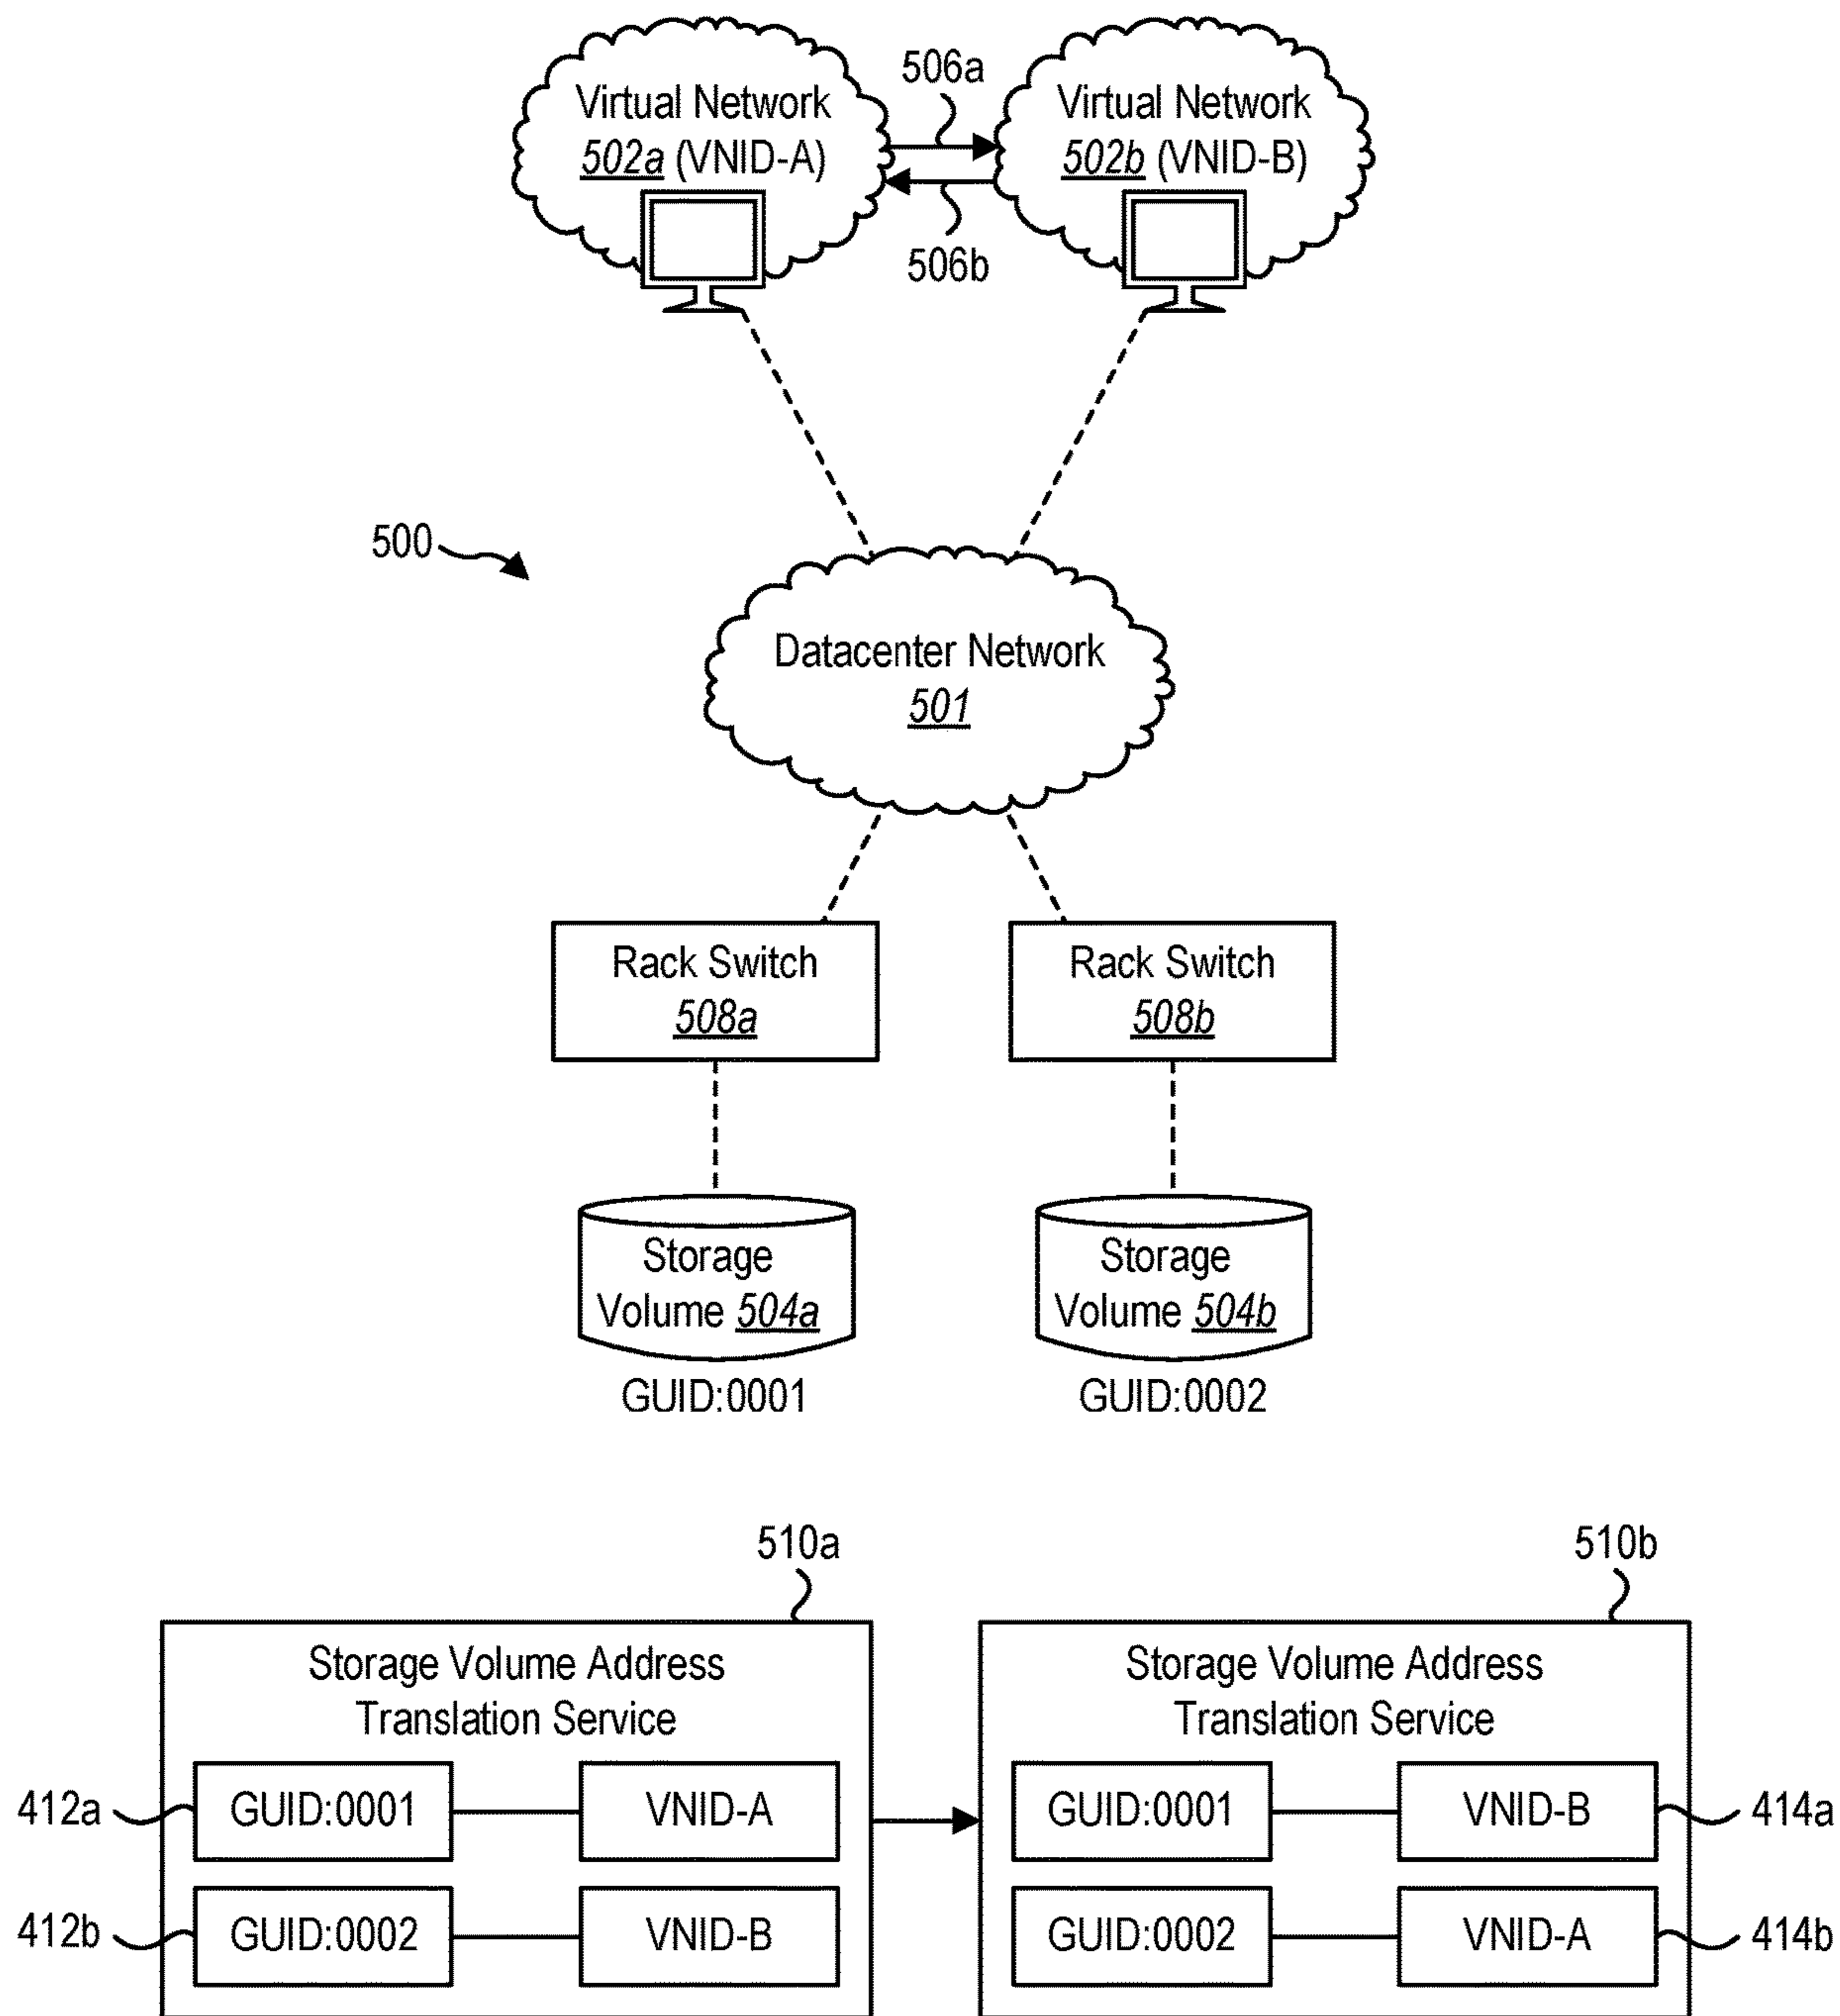 506a
Virtual Network
502a (VNID-A)
Virtual Network
502b (VNID-B)
506b
500
Datacenter Network
501
Rack Switch
508a
Rack Switch
508b
Storage
Volume 504a
Storage
Volume 504b
GUID:0001
GUID:0002
510a
510b
Storage Volume Address
Translation Service
412a
GUID:0001
VNID-A
412b
GUID:0002
VNID-B
Storage Volume Address
Translation Service
GUID:0001
VNID-B
414a
GUID:0002
VNID-A
414b